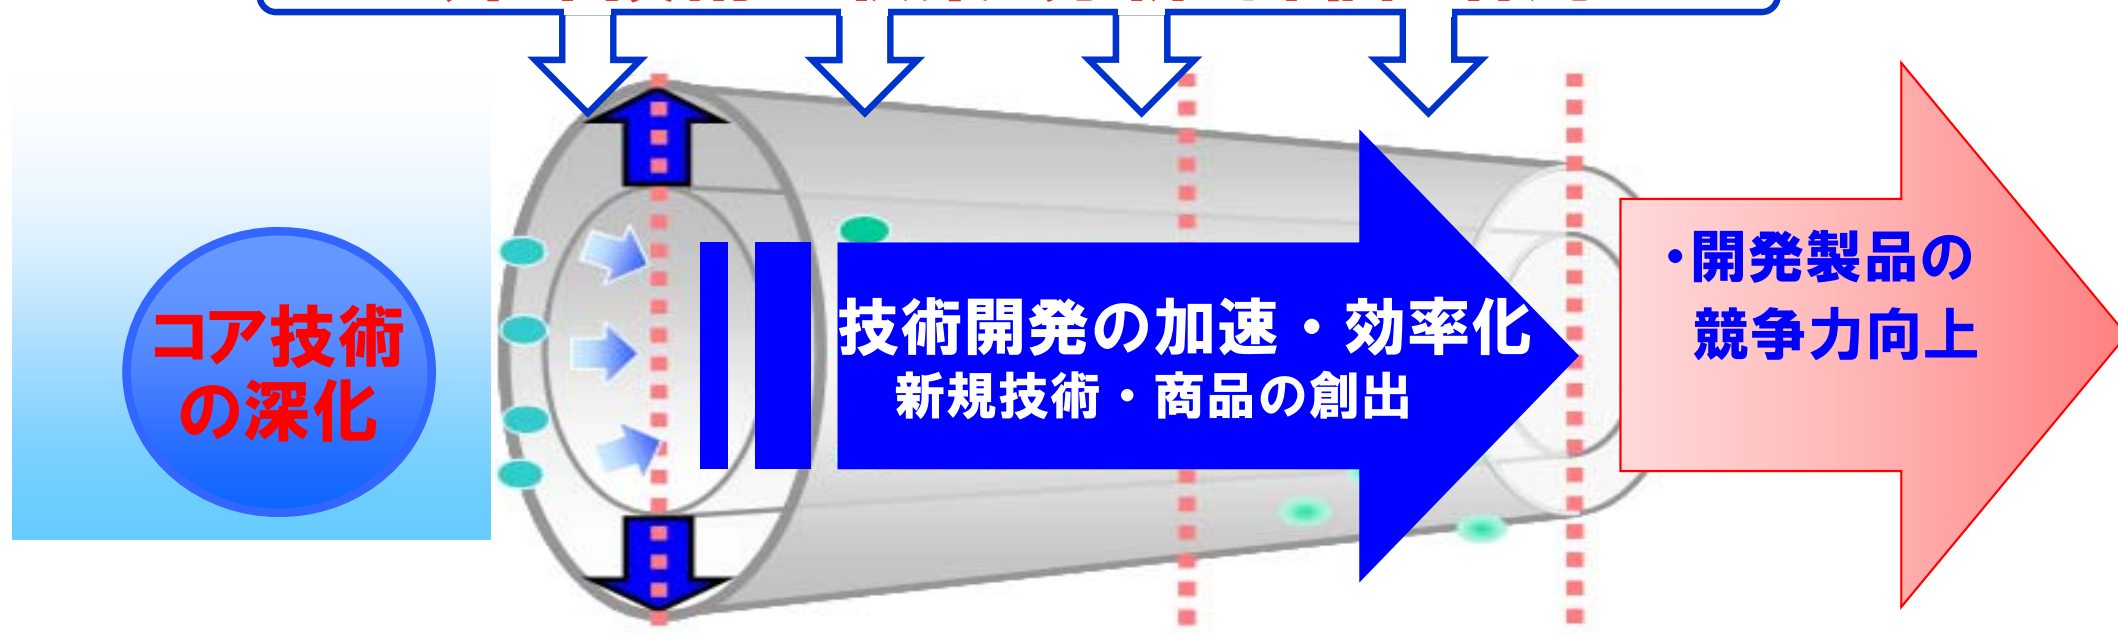 コア技術
の深化
技術開発の加速・効率化
新規技術・商品の創出
・開発製品の
競争力向上